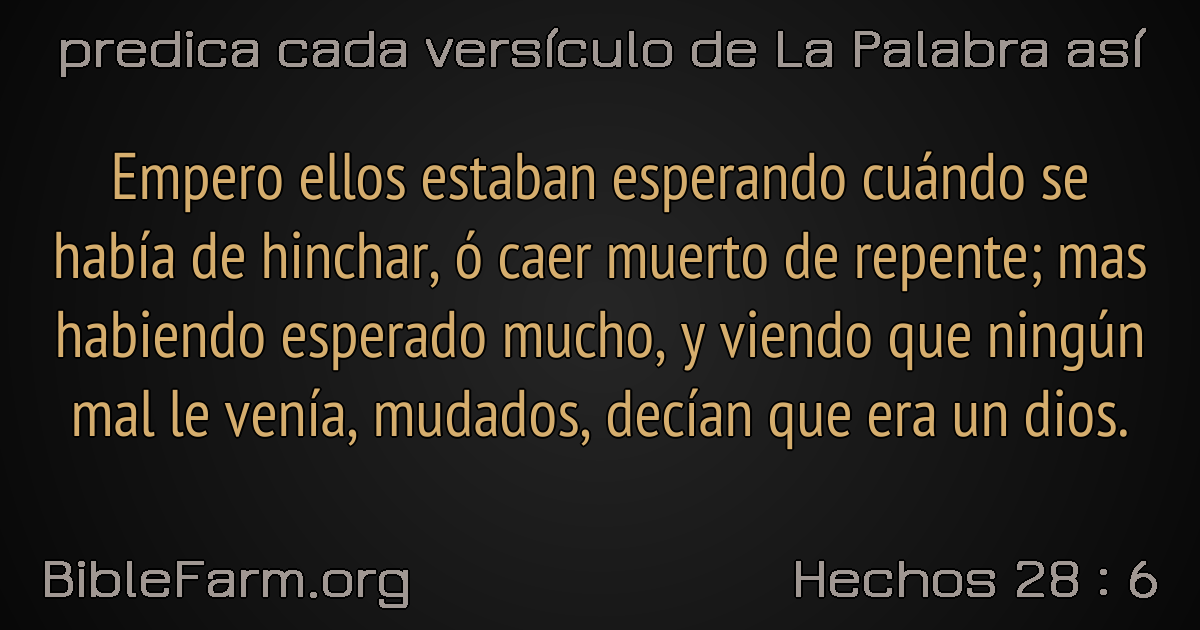 predica cada versículo de La Palabra así
Empero ellos estaban esperando cuándo se
había de hinchar, ó caer muerto de repente; mas
habiendo esperado mucho, y viendo que ningún
mal le venía, mudados, decían que era un dios.
BibleFarm.org
Hechos 28 : 6